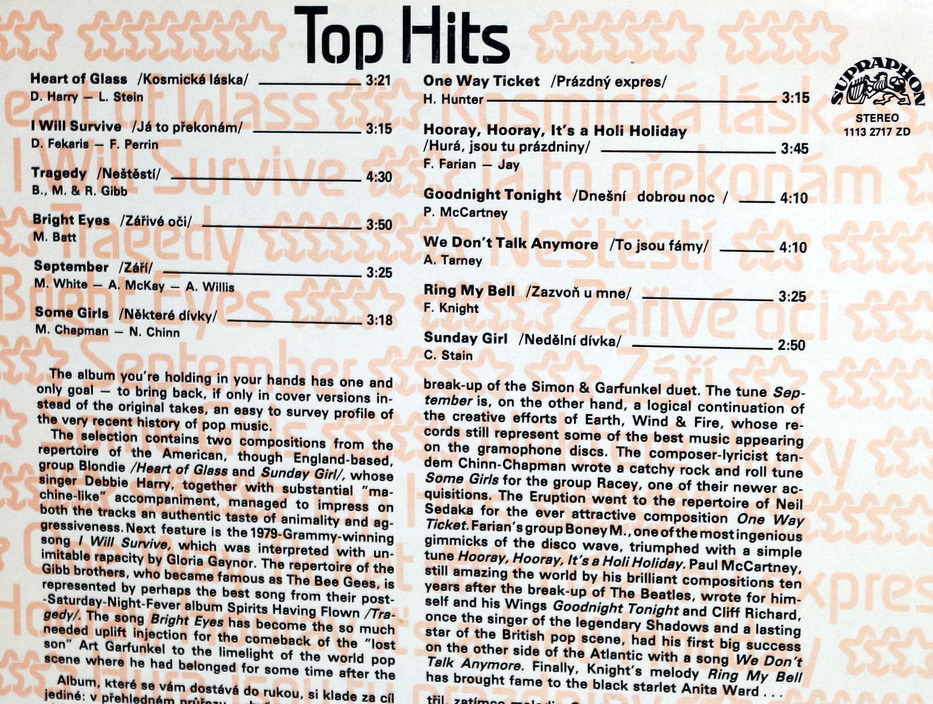 Top Hits
Heart of Glass /Kosmická láska/ 3:21
D. Harry — L. Stein
I Will Survive /Já to překonám/ 3:15
D. Fekaris — F. Perrin
Tragedy /Neštěstí/ 4:30
B., M. & R. Gibb
Bright Eyes /Zářivé oči/ 3:50
M. Batt
September /Září/ 3:25
M. White — A. McKay — A. Willis
Some Girls /Některé dívky/ 3:18
M. Chapman — N. Chinn
One Way Ticket /Prázdný expres/
H. Hunter 3:15
Hooray, Hooray, It's a Holi Holiday
/Hurá, jsou tu prázdniny/ 3:45
F. Farian — Jay
Goodnight Tonight /Dnešní dobrou noc / 4:10
P. McCartney
We Don't Talk Anymore /To jsou fámy/ 4:10
A. Tarney
Ring My Bell /Zazvoň u mne/ 3:25
F. Knight
Sunday Girl /Nedělní dívka/ 2:50
C. Stain
SUPRAPHON
STEREO
1113 2717 ZD
The album you're holding in your hands has one and
only goal — to bring back, if only in cover versions in-
stead of the original takes, an easy to survey profile of
the very recent history of pop music.
The selection contains two compositions from the
repertoire of the American, though England-based,
group Blondie /Heart of Glass and Sunday Girl/, whose
singer Debbie Harry, together with substantial "ma-
chine-like" accompaniment, managed to impress on
both the tracks an authentic taste of animality and ag-
gressiveness. Next feature is the 1979-Grammy-winning
song I Will Survive, which was interpreted with un-
imitable rapacity by Gloria Gaynor. The repertoire of the
Gibb brothers, who became famous as The Bee Gees, is
represented by perhaps the best song from their post-
-Saturday-Night-Fever album Spirits Having Flown /Tra-
gedy/. The song Bright Eyes has become the so much
needed uplift injection for the comeback of the "lost
son" Art Garfunkel to the limelight of the world pop
scene where he had belonged for some time after the
break-up of the Simon & Garfunkel duet. The tune Sep-
tember is, on the other hand, a logical continuation of
the creative efforts of Earth, Wind & Fire, whose re-
cords still represent some of the best music appearing
on the gramophone discs. The composer-lyricist tan-
dem Chinn-Chapman wrote a catchy rock and roll tune
Some Girls for the group Racey, one of their newer ac-
quisitions. The Eruption went to the repertoire of Neil
Sedaka for the ever attractive composition One Way
Ticket. Farian's group Boney M., one of the most ingenious
gimmicks of the disco wave, triumphed with a simple
tune Hooray, Hooray, It's a Holi Holiday. Paul McCartney,
still amazing the world by his brilliant compositions ten
years after the break-up of The Beatles, wrote for him-
self and his Wings Goodnight Tonight and Cliff Richard,
once the singer of the legendary Shadows and a lasting
star of the British pop scene, had his first big success
on the other side of the Atlantic with a song We Don't
Talk Anymore. Finally, Knight's melody Ring My Bell
has brought fame to the black starlet Anita Ward . . .
Album, které se vám dostává do rukou, si klade za cíl
jediné: v přehledném průřezu